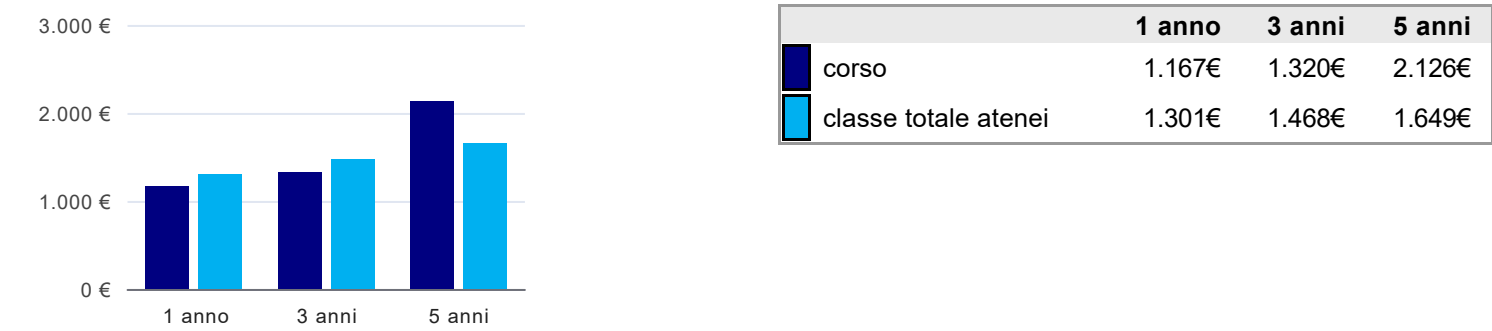 3.000 €
2.000 €
1.000 €
0 €
1 anno 3 anni 5 anni
1 anno 3 anni 5 anni
corso 1.167€ 1.320€ 2.126€
classe totale atenei 1.301€ 1.468€ 1.649€